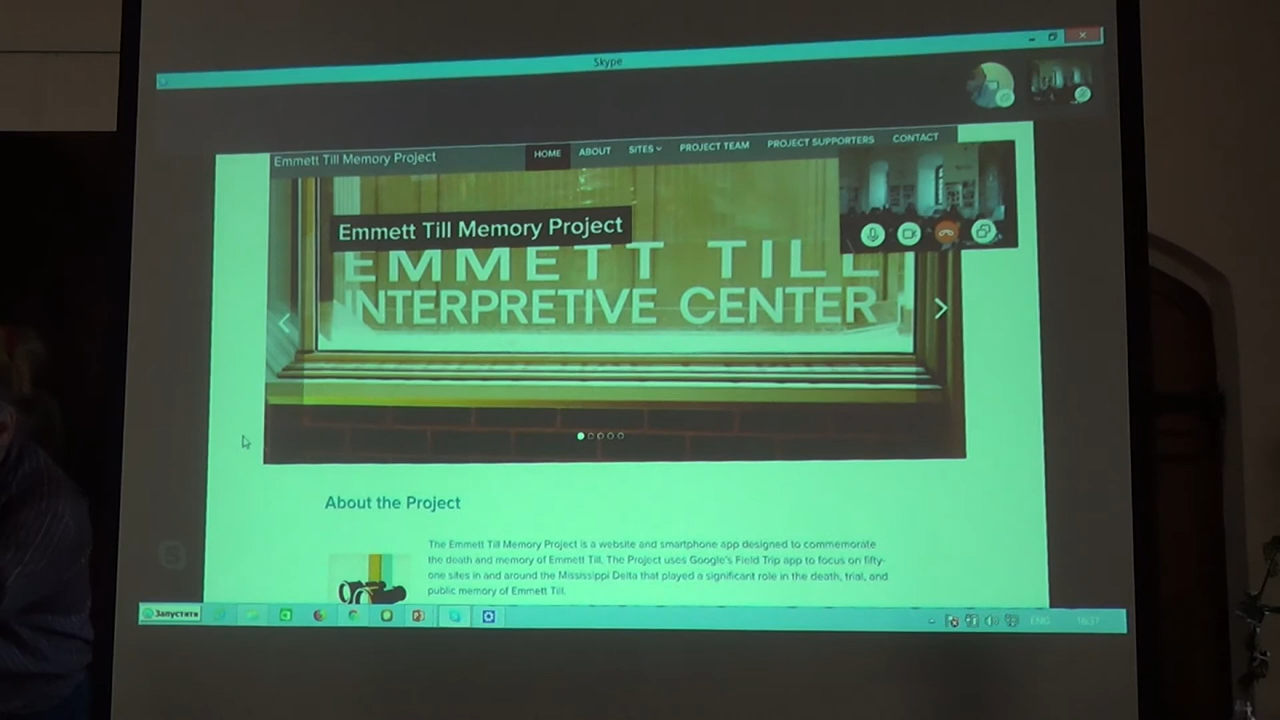 Skype
Emmett Till Memory Project
HOME ABOUT SITES PROJECT TEAM PROJECT SUPPORTERS CONTACT
Emmett Till Memory Project
EMMETT TILL
INTERPRETIVE CENTER
About the Project
The Emmett Till Memory Project is a website and smartphone app designed to commemorate
the death and memory of Emmett Till. The Project uses Google's Field Trip app to focus on fifty-
one sites in and around the Mississippi Delta that played a significant role in the death, trial, and
public memory of Emmett Till.
Запустити
ENG 16:37